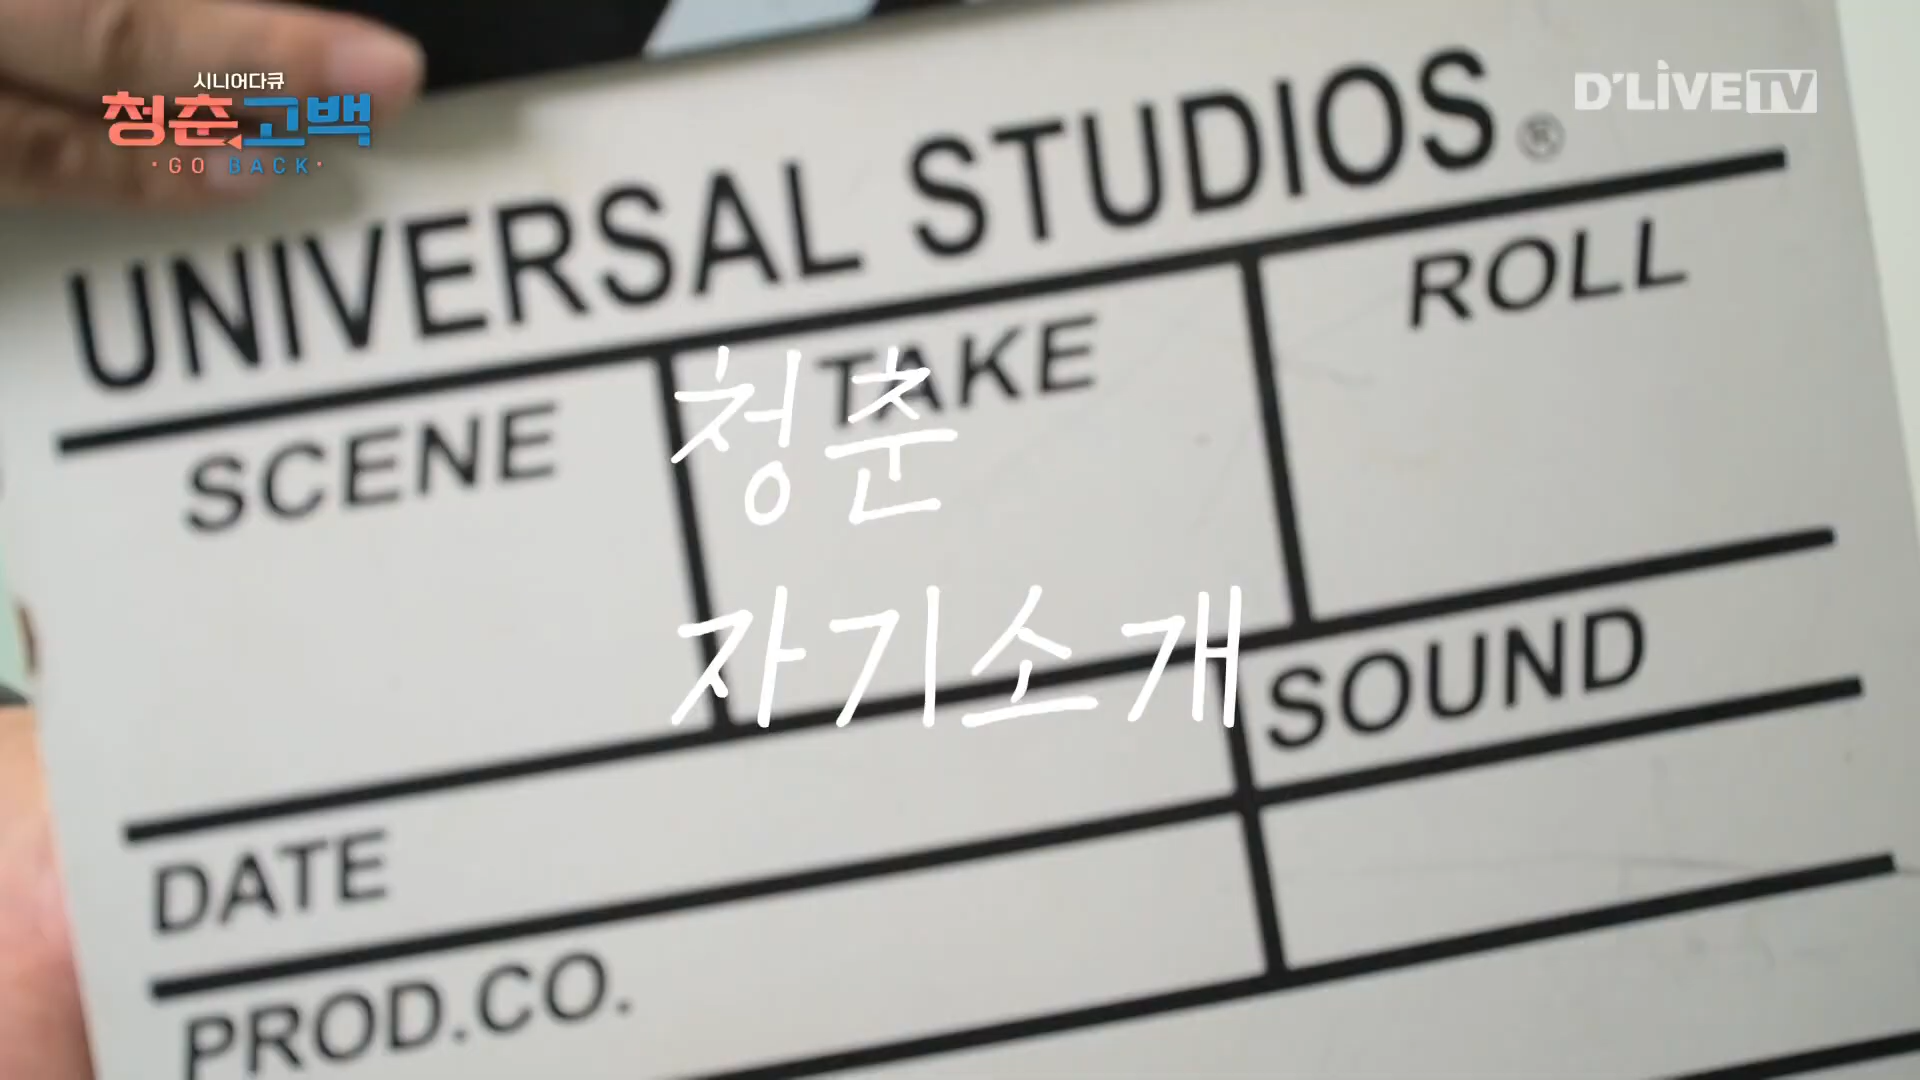 시니어다큐
청춘고백
·GO BACK·
D'LIVE TV
UNIVERSAL STUDIOS®
SCENE
TAKE
ROLL
청춘
자기소개
SOUND
DATE
PROD.CO.